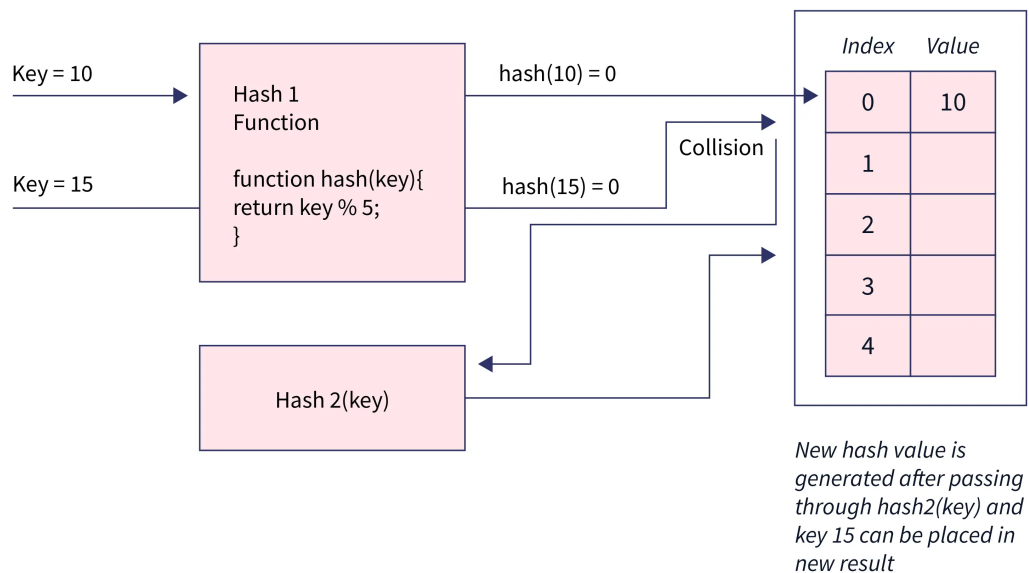 Key = 10
Key = 15
Hash 1
Function
function hash(key){
return key % 5;
}
hash(10) = 0
Collision
hash(15) = 0
Hash 2(key)
Index Value
0 10
1
2
3
4
New hash value is
generated after passing
through hash2(key) and
key 15 can be placed in
new result